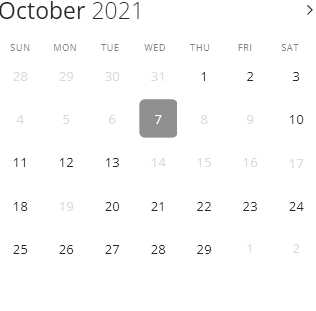 October 2021
SUN MON TUE WED THU FRI SAT
28 29 30 31 1 2 3
4 5 6 7 8 9 10
11 12 13 14 15 16 17
18 19 20 21 22 23 24
25 26 27 28 29 1 2